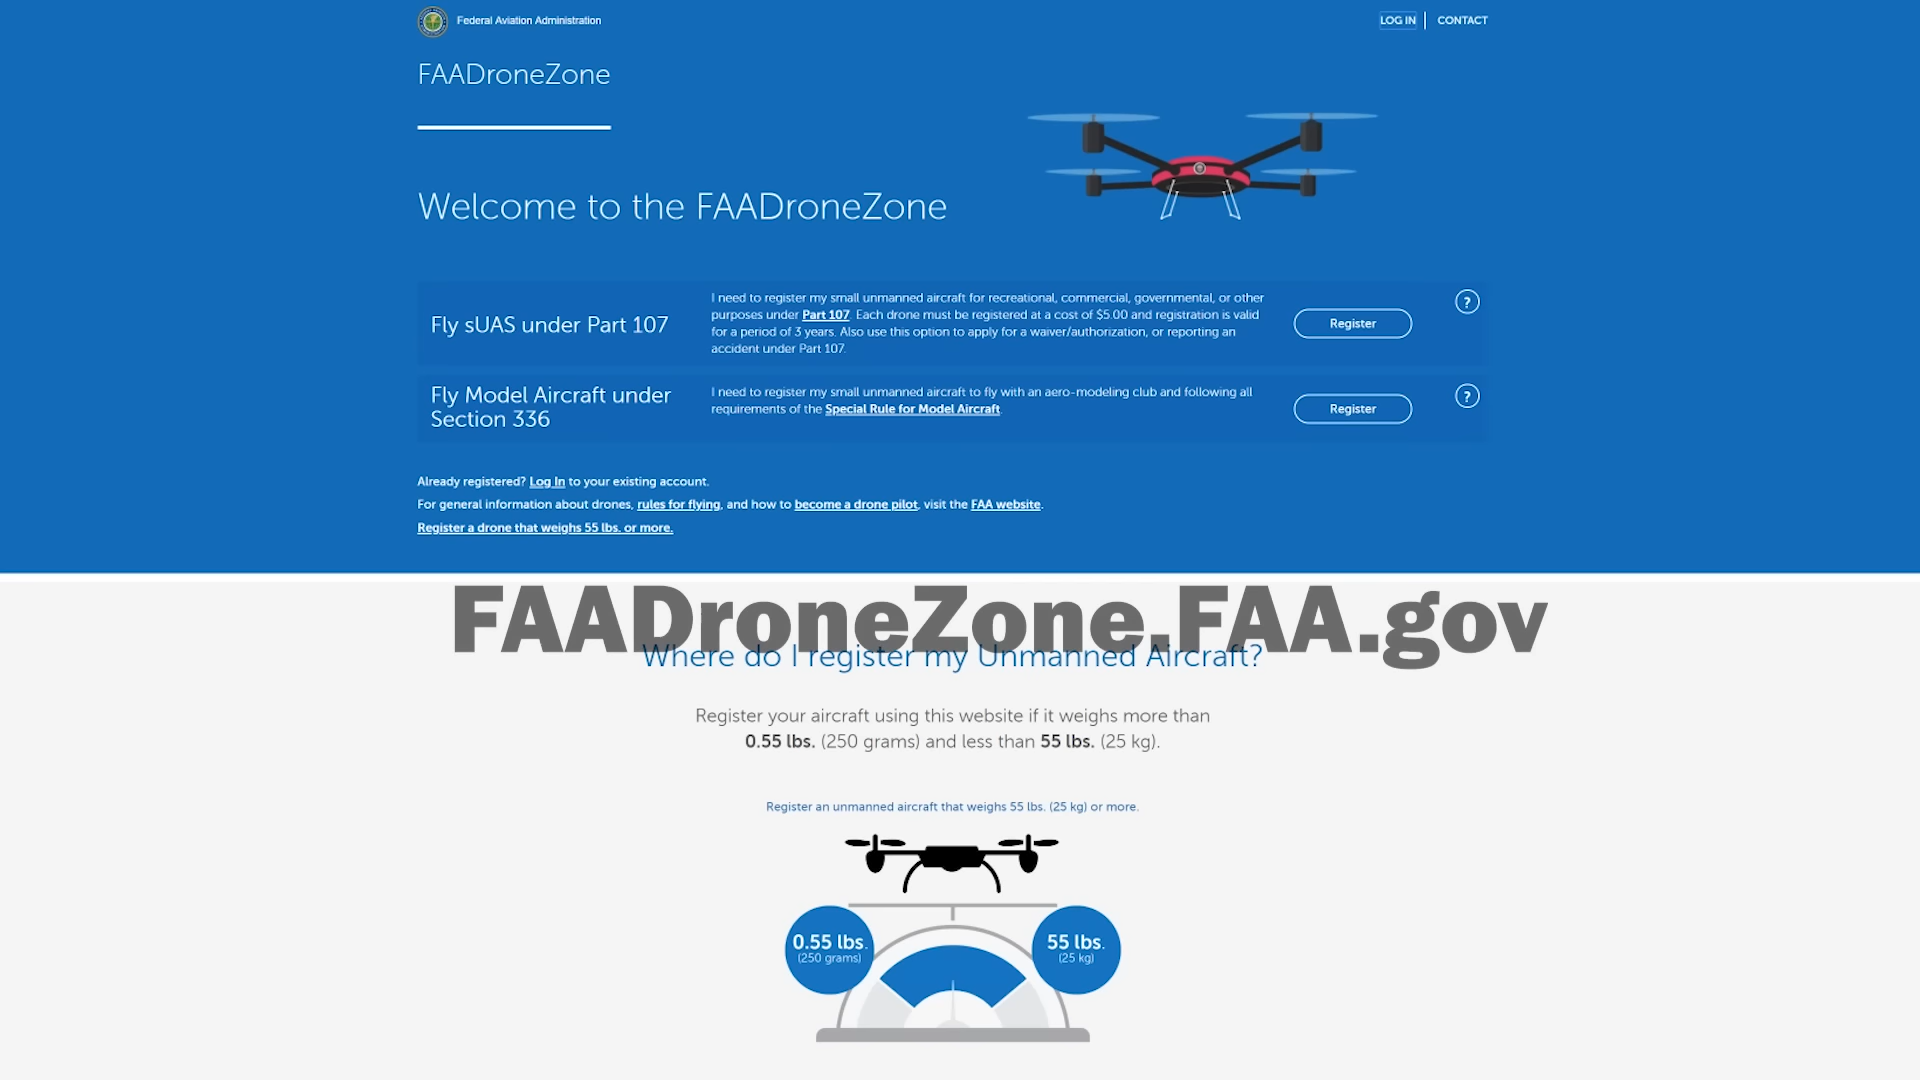 Federal Aviation Administration
LOG IN
CONTACT
FAADroneZone
Welcome to the FAADroneZone
Fly sUAS under Part 107
I need to register my small unmanned aircraft for recreational, commercial, governmental, or other
purposes under Part 107. Each drone must be registered at a cost of $5.00 and registration is valid
for a period of 3 years. Also use this option to apply for a waiver/authorization, or reporting an
accident under Part 107.
Register
?
Fly Model Aircraft under
Section 336
I need to register my small unmanned aircraft to fly with an aero-modeling club and following all
requirements of the Special Rule for Model Aircraft.
Register
?
Already registered? Log In to your existing account.
For general information about drones, rules for flying, and how to become a drone pilot, visit the FAA website.
Register a drone that weighs 55 lbs. or more.
FAADroneZone.FAA.gov
Where do I register my Unmanned Aircraft?
Register your aircraft using this website if it weighs more than
0.55 lbs. (250 grams) and less than 55 lbs. (25 kg).
Register an unmanned aircraft that weighs 55 lbs. (25 kg) or more.
0.55 lbs.
(250 grams)
55 lbs.
(25 kg)